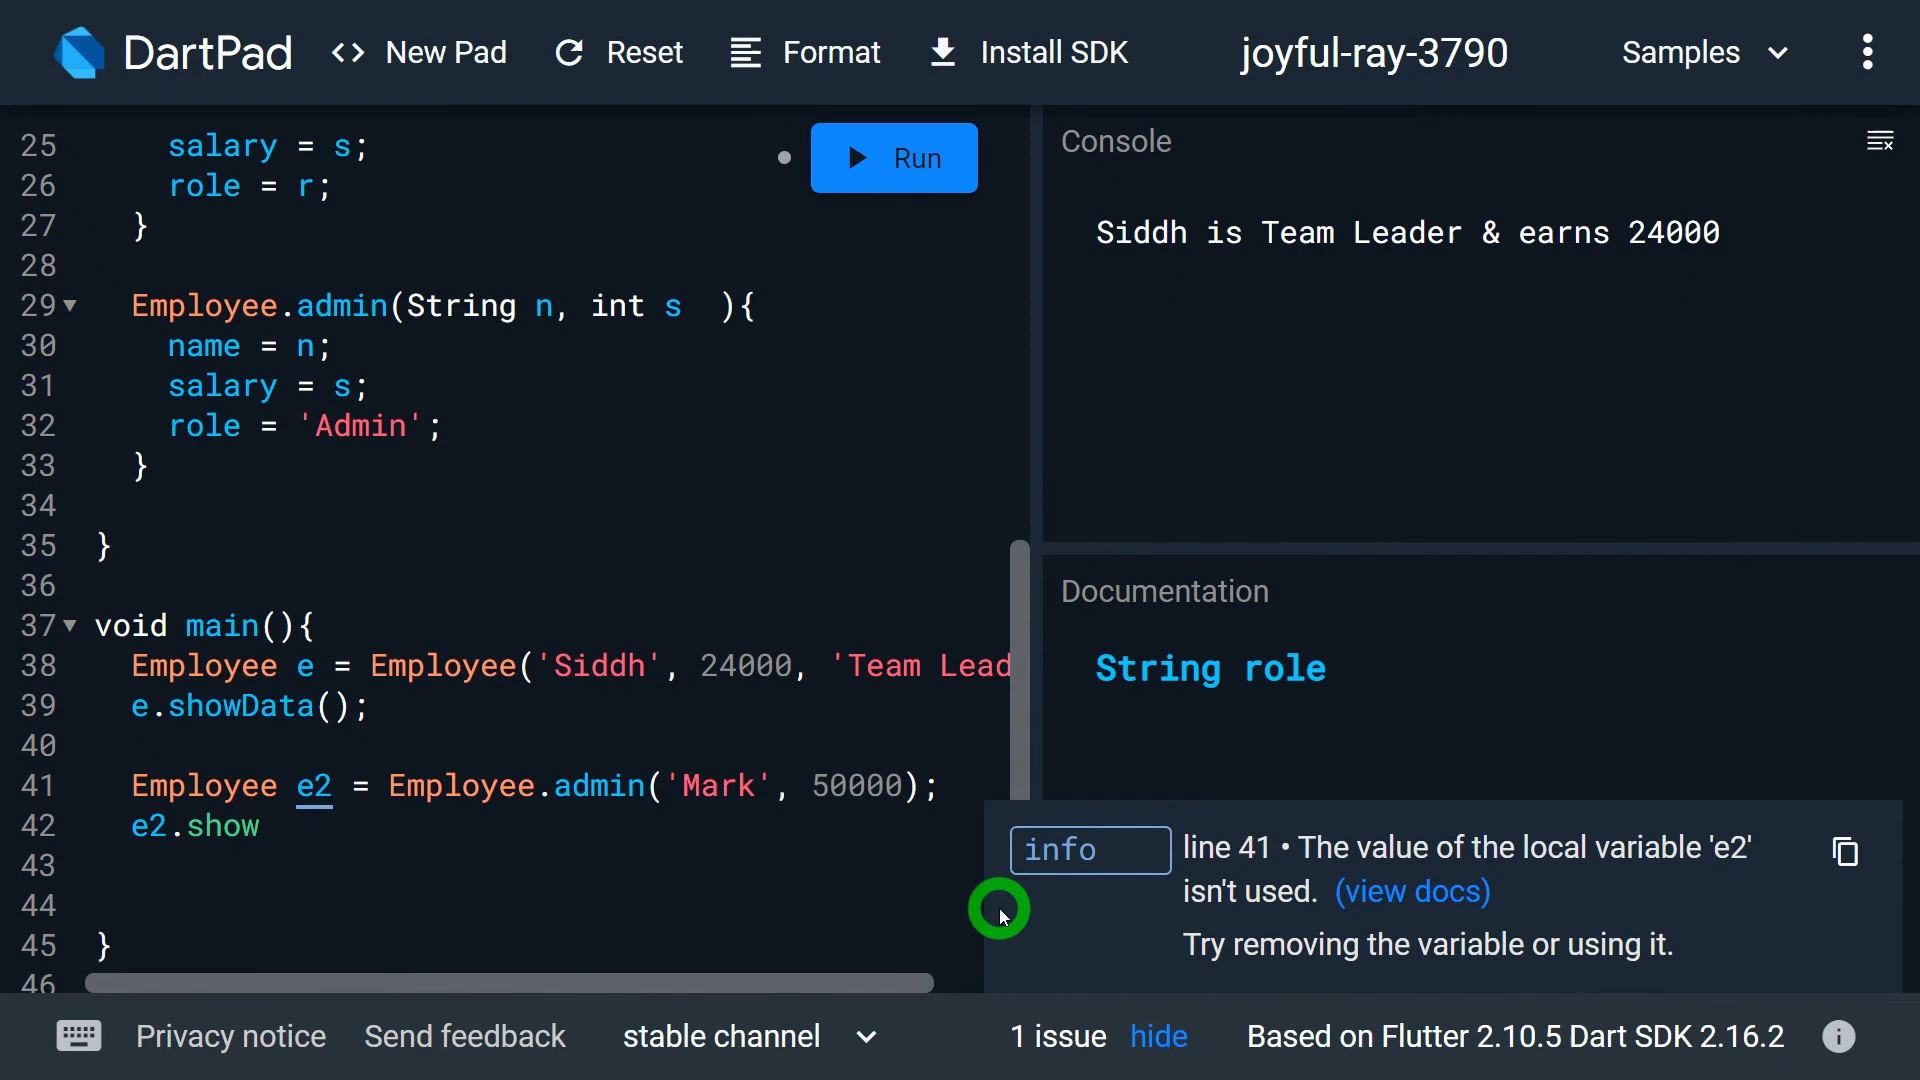 DartPad
<> New Pad
Reset
Format
Install SDK
joyful-ray-3790
Samples
25 salary = s;
26 role = r;
27 }
28
29 Employee.admin(String n, int s  ){
30 name = n;
31 salary = s;
32 role = 'Admin';
33 }
34
35 }
36
37 void main(){
38 Employee e = Employee('Siddh', 24000, 'Team Lead
39 e.showData();
40
41 Employee e2 = Employee.admin('Mark', 50000);
42 e2.show
43
44
45 }
46
Run
Console
Siddh is Team Leader & earns 24000
Documentation
String role
info
line 41 • The value of the local variable 'e2'
isn't used. (view docs)
Try removing the variable or using it.
Privacy notice
Send feedback
stable channel
1 issue hide
Based on Flutter 2.10.5 Dart SDK 2.16.2